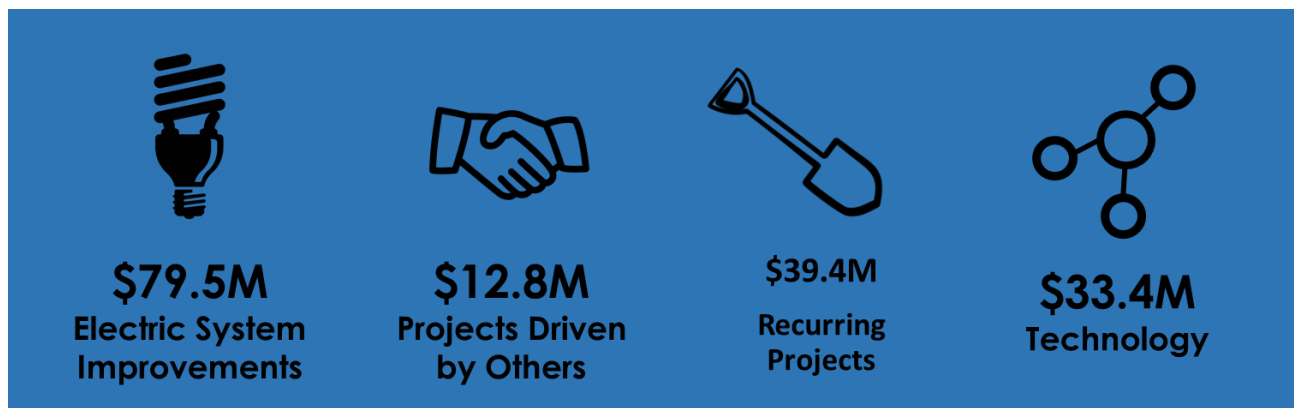 $79.5M
Electric System
Improvements
$12.8M
Projects Driven
by Others
$39.4M
Recurring
Projects
$33.4M
Technology